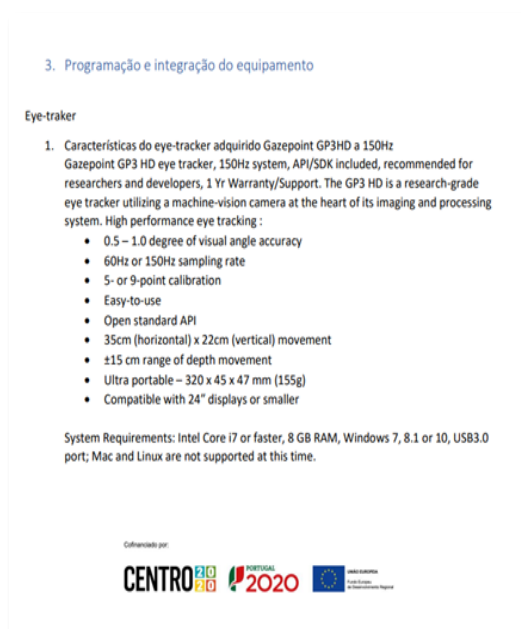 3. Programação e integração do equipamento
Eye-traker
1. Características do eye-tracker adquirido Gazepoint GP3HD a 150Hz
Gazepoint GP3 HD eye tracker, 150Hz system, API/SDK included, recommended for
researchers and developers, 1 Yr Warranty/Support. The GP3 HD is a research-grade
eye tracker utilizing a machine-vision camera at the heart of its imaging and processing
system. High performance eye tracking :
• 0.5 – 1.0 degree of visual angle accuracy
• 60Hz or 150Hz sampling rate
• 5- or 9-point calibration
• Easy-to-use
• Open standard API
• 35cm (horizontal) x 22cm (vertical) movement
• ±15 cm range of depth movement
• Ultra portable – 320 x 45 x 47 mm (155g)
• Compatible with 24" displays or smaller
System Requirements: Intel Core i7 or faster, 8 GB RAM, Windows 7, 8.1 or 10, USB3.0
port; Mac and Linux are not supported at this time.
Cofinanciado por:
CENTRO 2020
PORTUGAL 2020
UNIÃO EUROPEIA
Fundo Europeu
de Desenvolvimento Regional